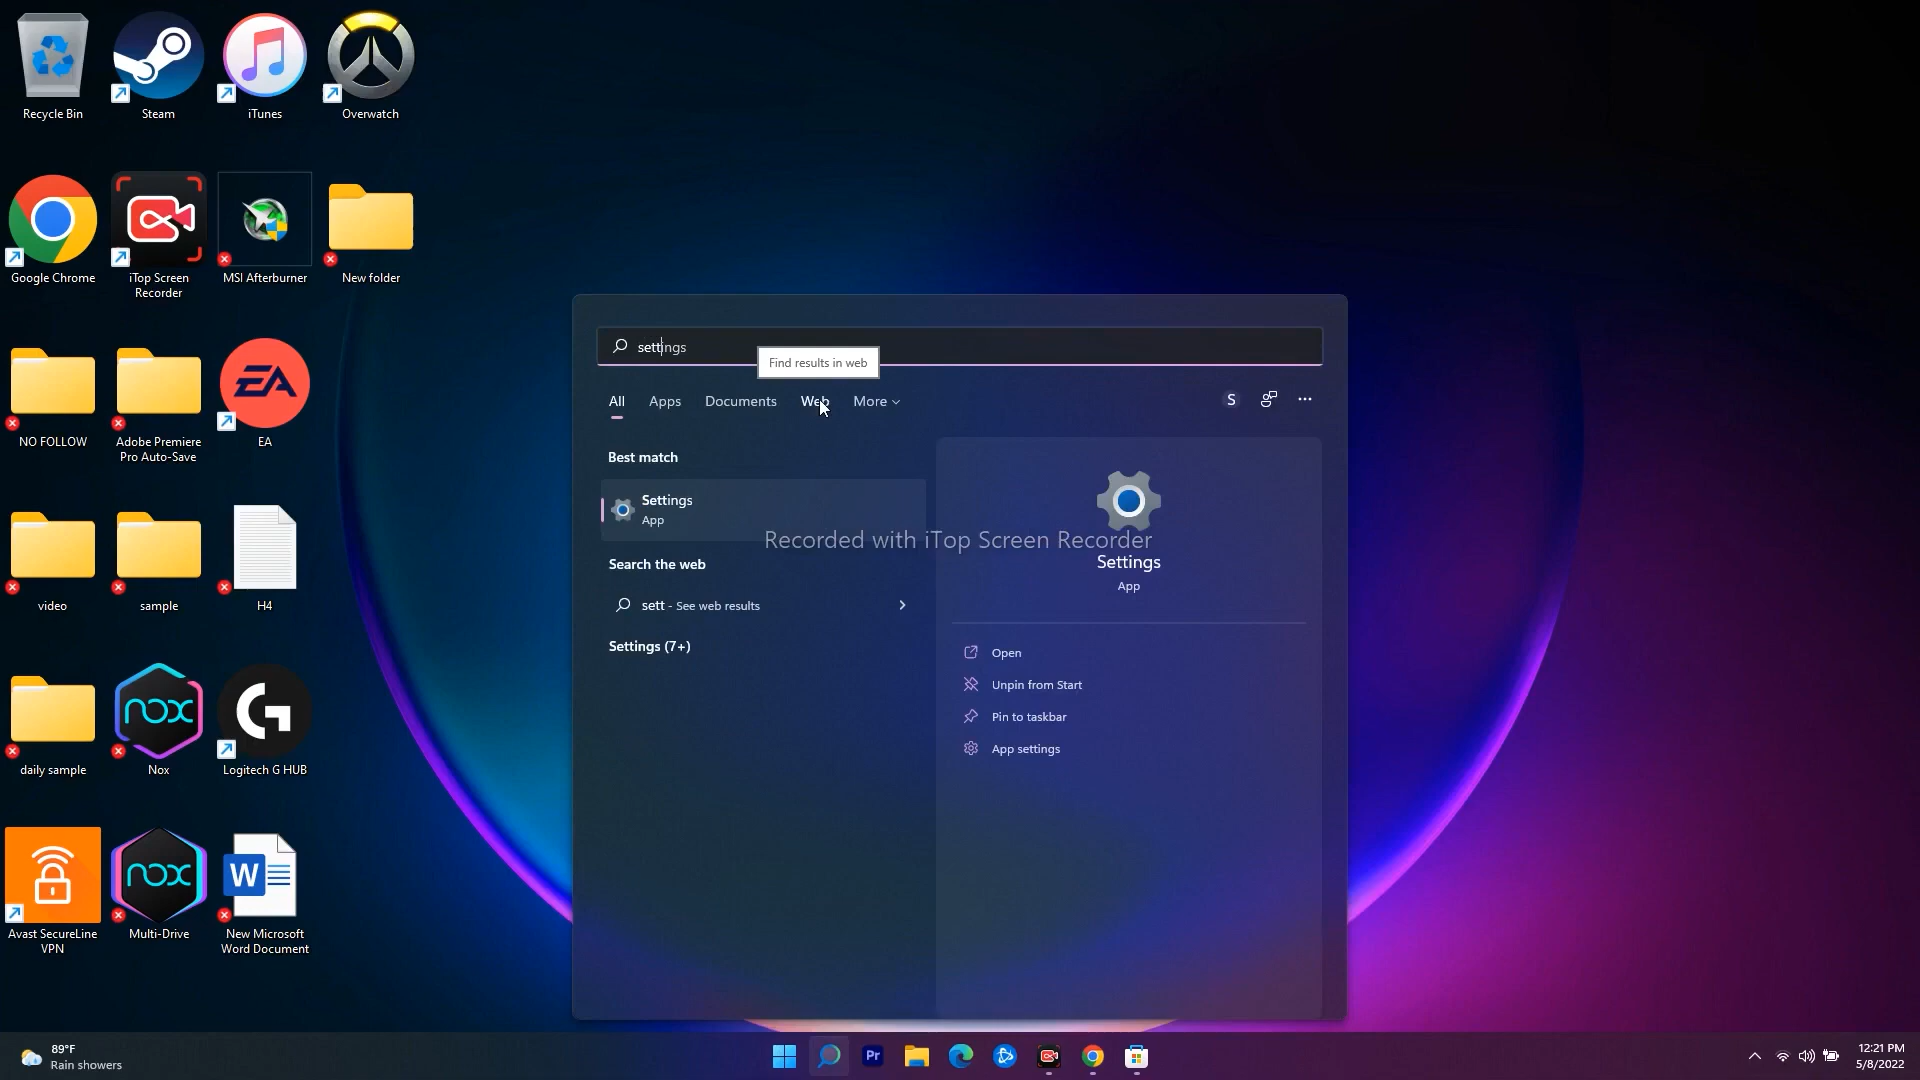 Recycle Bin
Steam
iTunes
Overwatch
Google Chrome
iTop Screen
Recorder
MSI Afterburner
New folder
NO FOLLOW
Adobe Premiere
Pro Auto-Save
EA
EA
video
sample
H4
daily sample
nox
Nox
G
Logitech G HUB
Avast SecureLine
VPN
nox
Multi-Drive
W
New Microsoft
Word Document
settings
Find results in web
All
Apps
Documents
Web
More
S
Best match
Settings
App
Search the web
sett - See web results
Settings (7+)
Recorded with iTop Screen Recorder
Settings
App
Open
Unpin from Start
Pin to taskbar
App settings
89°F
Rain showers
Pr
12:21 PM
5/8/2022